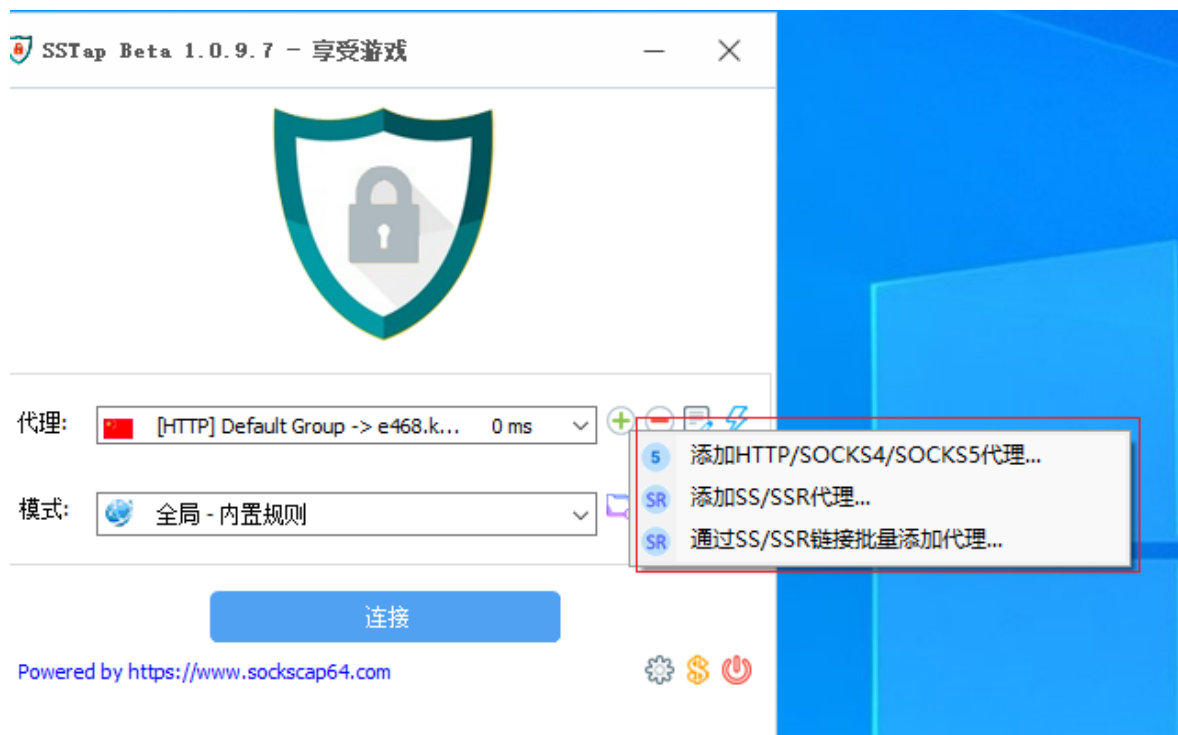 SSTap Beta 1.0.9.7 - 享受游戏
代理:
[HTTP] Default Group -> e468.k... 0 ms
5 添加HTTP/SOCKS4/SOCKS5代理...
SR 添加SS/SSR代理...
模式:
全局 - 内置规则
SR 通过SS/SSR链接批量添加代理...
连接
Powered by https://www.sockscap64.com